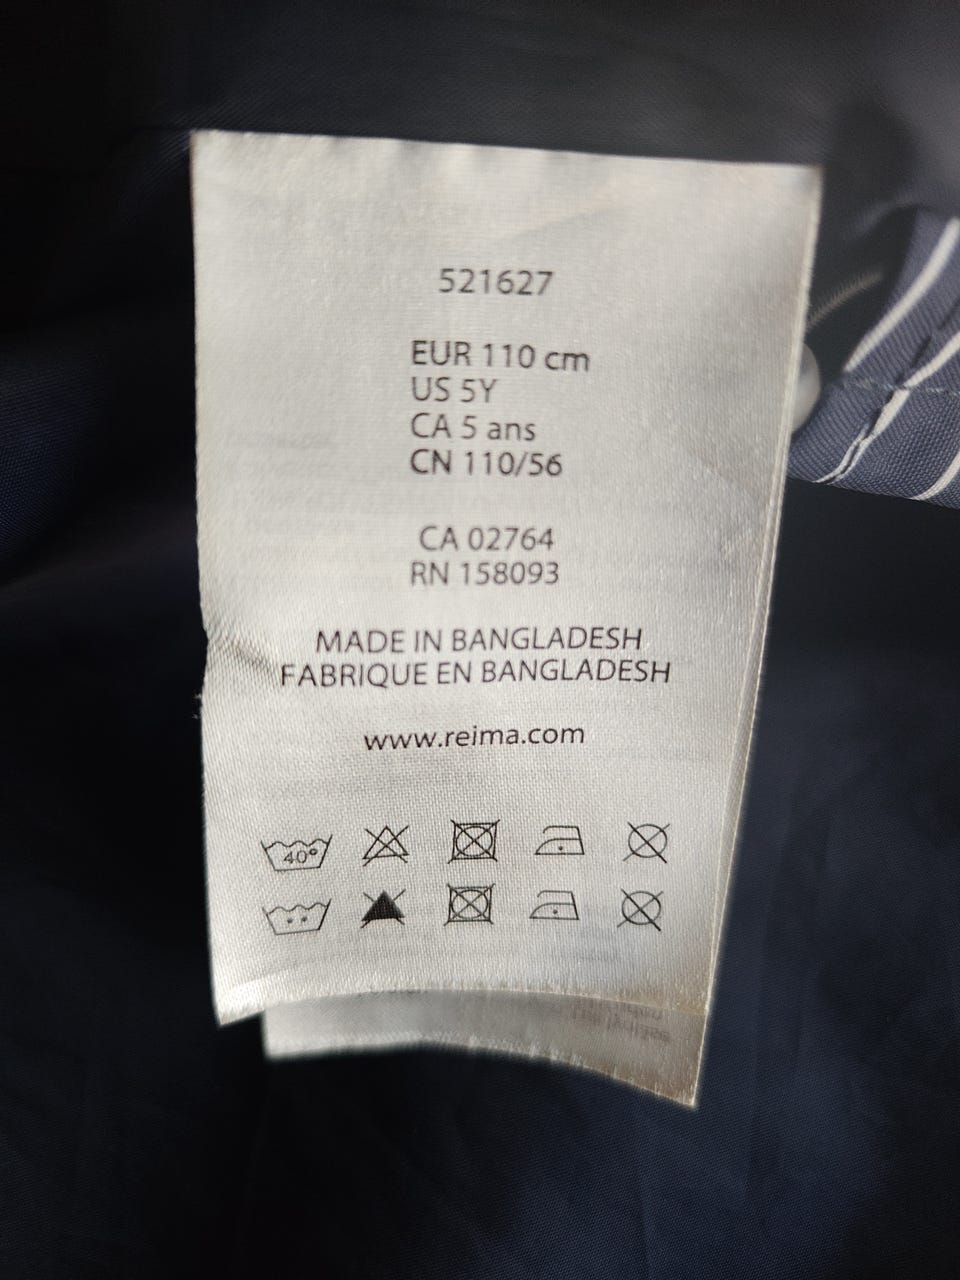 521627
EUR 110 cm
US 5Y
CA 5 ans
CN 110/56
CA 02764
RN 158093
MADE IN BANGLADESH
FABRIQUE EN BANGLADESH
www.reima.com
40°